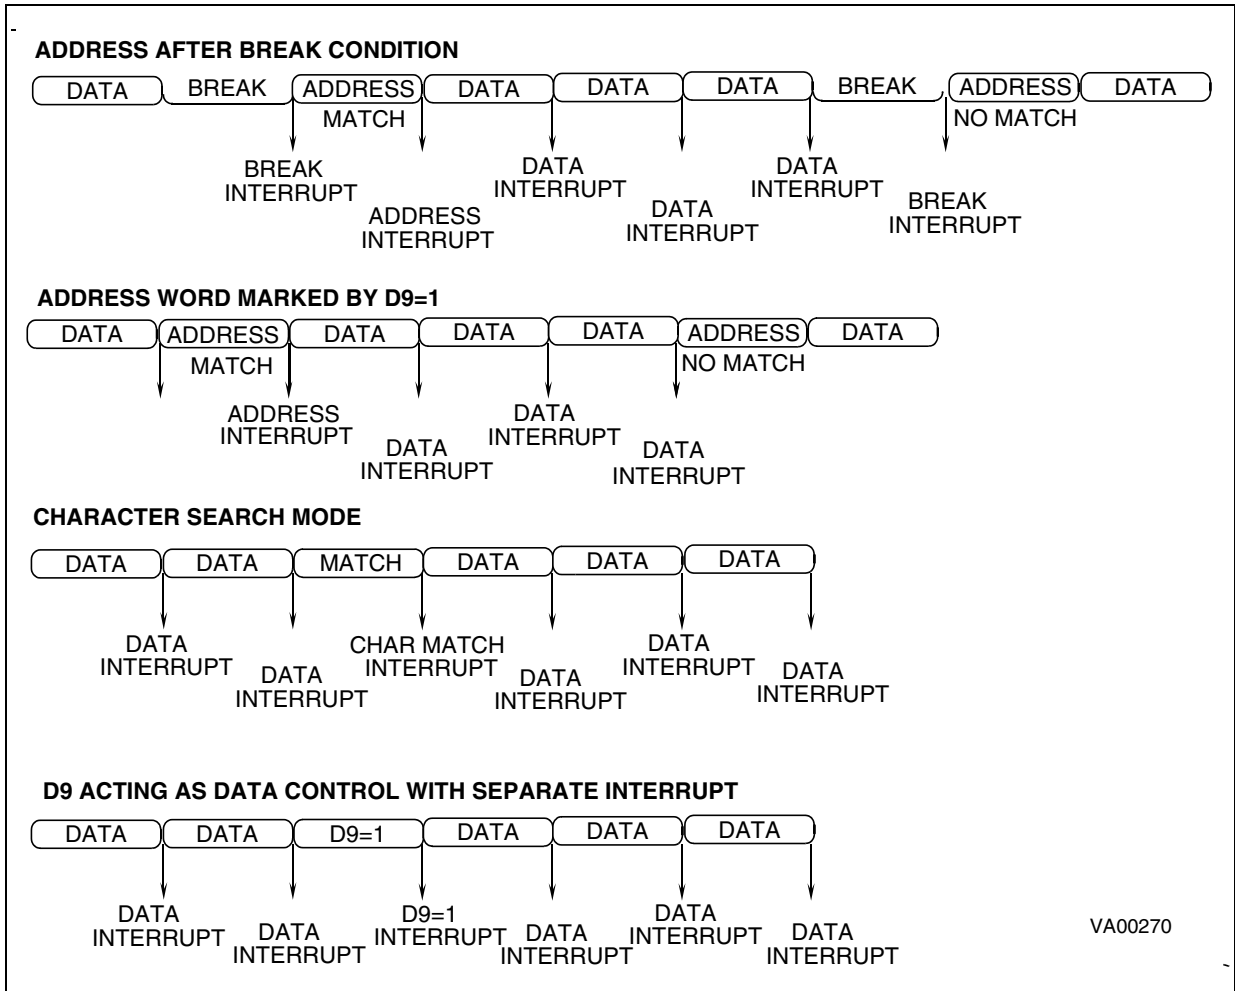 ADDRESS AFTER BREAK CONDITION
DATA BREAK ADDRESS DATA DATA DATA BREAK ADDRESS DATA
MATCH NO MATCH
BREAK INTERRUPT
ADDRESS INTERRUPT
DATA INTERRUPT
DATA INTERRUPT
DATA INTERRUPT
BREAK INTERRUPT
ADDRESS WORD MARKED BY D9=1
DATA ADDRESS DATA DATA DATA ADDRESS DATA
MATCH NO MATCH
ADDRESS INTERRUPT
DATA INTERRUPT
DATA INTERRUPT
DATA INTERRUPT
CHARACTER SEARCH MODE
DATA DATA MATCH DATA DATA DATA
DATA INTERRUPT
DATA INTERRUPT
CHAR MATCH INTERRUPT
DATA INTERRUPT
DATA INTERRUPT
DATA INTERRUPT
D9 ACTING AS DATA CONTROL WITH SEPARATE INTERRUPT
DATA DATA D9=1 DATA DATA DATA
DATA INTERRUPT
DATA INTERRUPT
D9=1 INTERRUPT
DATA INTERRUPT
DATA INTERRUPT
DATA INTERRUPT
VA00270